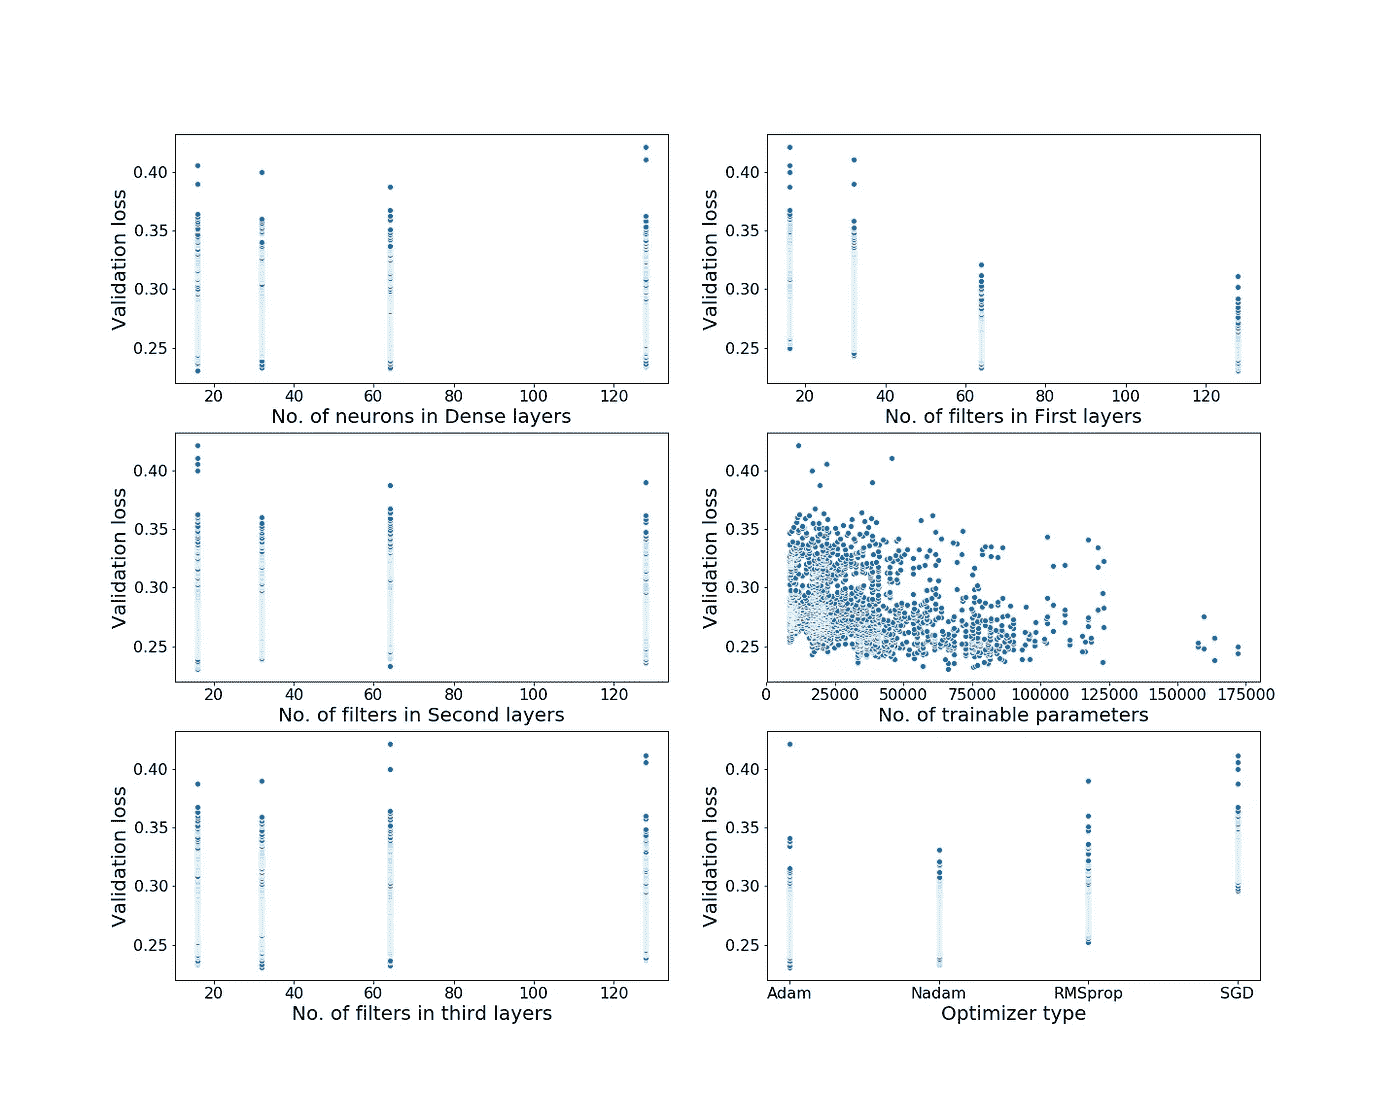 0.40
0.35
0.30
0.25
Validation loss
20 40 60 80 100 120
No. of neurons in Dense layers
0.40
0.35
0.30
0.25
Validation loss
20 40 60 80 100 120
No. of filters in First layers
0.40
0.35
0.30
0.25
Validation loss
20 40 60 80 100 120
No. of filters in Second layers
0.40
0.35
0.30
0.25
Validation loss
0 25000 50000 75000 100000 125000 150000 175000
No. of trainable parameters
0.40
0.35
0.30
0.25
Validation loss
20 40 60 80 100 120
No. of filters in third layers
0.40
0.35
0.30
0.25
Validation loss
Adam Nadam RMSprop SGD
Optimizer type